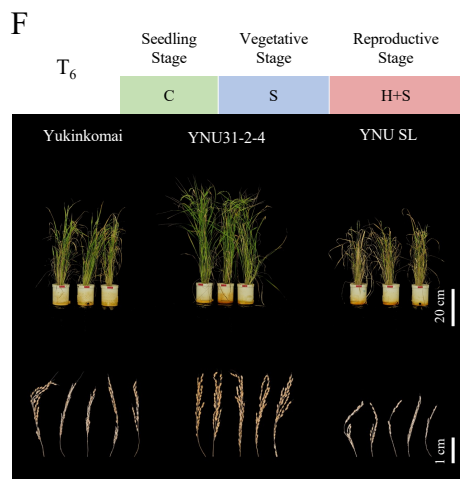 F
T6
Seedling Stage
Vegetative Stage
Reproductive Stage
C
S
H+S
Yukinkomai
YNU31-2-4
YNU SL
20 cm
1 cm